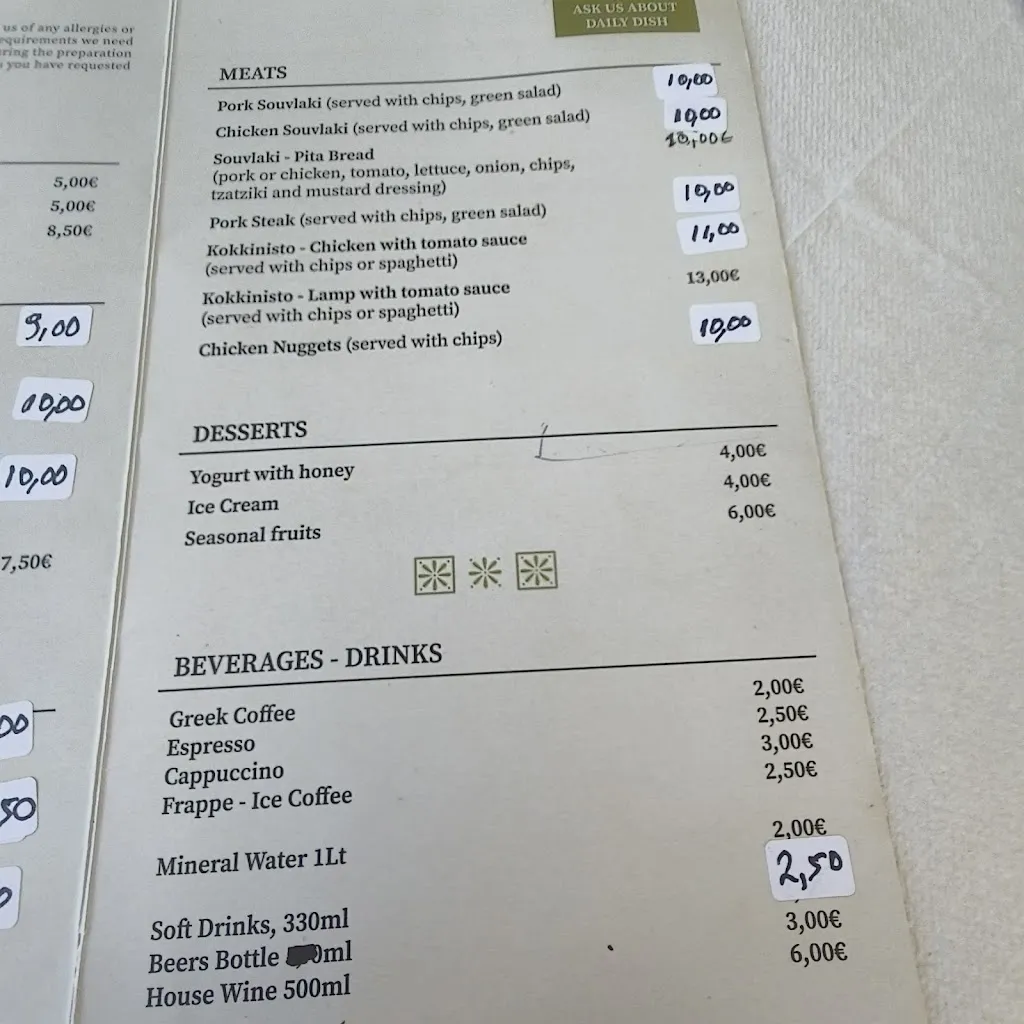 us of any allergies or
equirements we need
ring the preparation
you have requested
5,00€
5,00€
8,50€
9,00
10,00
10,00
7,50€
00
50
ASK US ABOUT
DAILY DISH
MEATS
Pork Souvlaki (served with chips, green salad) 10,00
Chicken Souvlaki (served with chips, green salad) 10,00
Souvlaki - Pita Bread 10,00€
(pork or chicken, tomato, lettuce, onion, chips,
tzatziki and mustard dressing)
Pork Steak (served with chips, green salad) 10,00
Kokkinisto - Chicken with tomato sauce 11,00
(served with chips or spaghetti)
Kokkinisto - Lamp with tomato sauce 13,00€
(served with chips or spaghetti)
Chicken Nuggets (served with chips) 10,00
DESSERTS
Yogurt with honey 4,00€
Ice Cream 4,00€
Seasonal fruits 6,00€
BEVERAGES - DRINKS
Greek Coffee 2,00€
Espresso 2,50€
Cappuccino 3,00€
Frappe - Ice Coffee 2,50€
Mineral Water 1Lt 2,00€
Soft Drinks, 330ml 2,50
Beers Bottle 0ml 3,00€
House Wine 500ml 6,00€